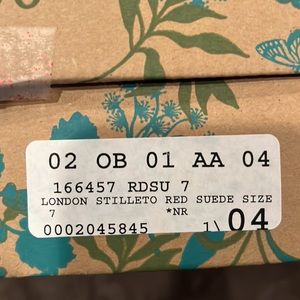 02 OB 01 AA 04
166457 RDSU 7
LONDON STILLETO RED SUEDE SIZE
7 *NR
0002045845 1\ 04